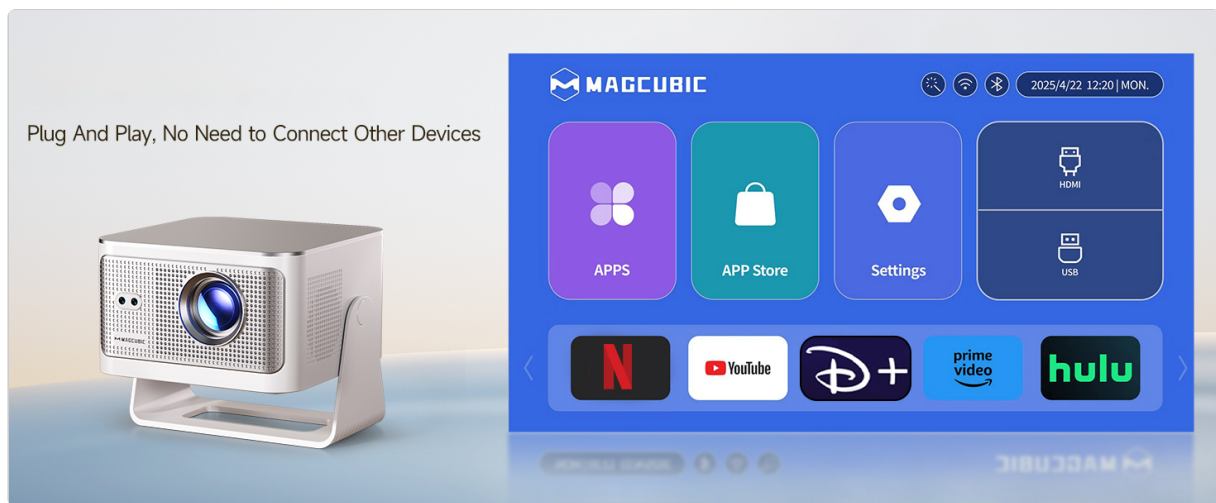 Plug And Play, No Need to Connect Other Devices
MAGCUBIC
MAGCUBIC
2025/4/22 12:20 | MON.
APPS
APP Store
Settings
HDMI
USB
N
YouTube
D+
prime
video
hulu